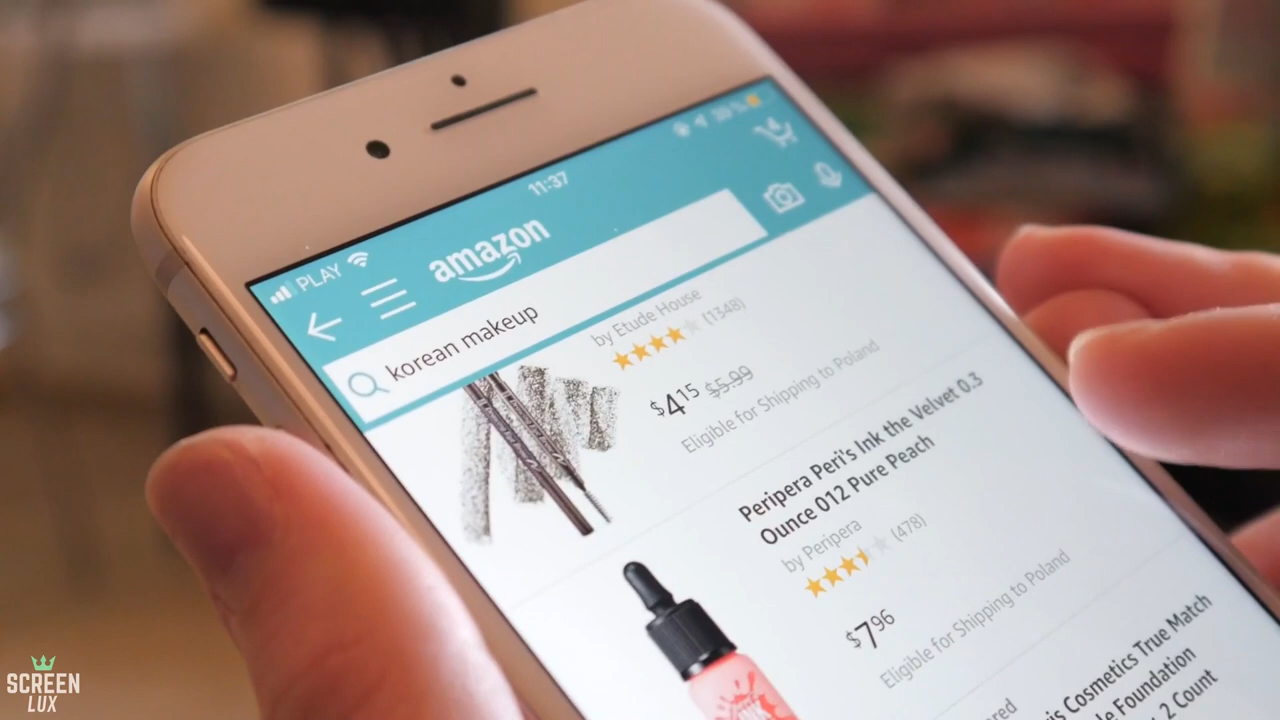 PLAY
11:37
amazon
korean makeup
by Etude House
(1348)
$4 15 $5.99
Eligible for Shipping to Poland
Peripera Peri's Ink the Velvet 0.3
Ounce 012 Pure Peach
by Peripera
(478)
$7 96
Eligible for Shipping to Poland
is Cosmetics True Match
le Foundation
2 Count
SCREEN
LUX